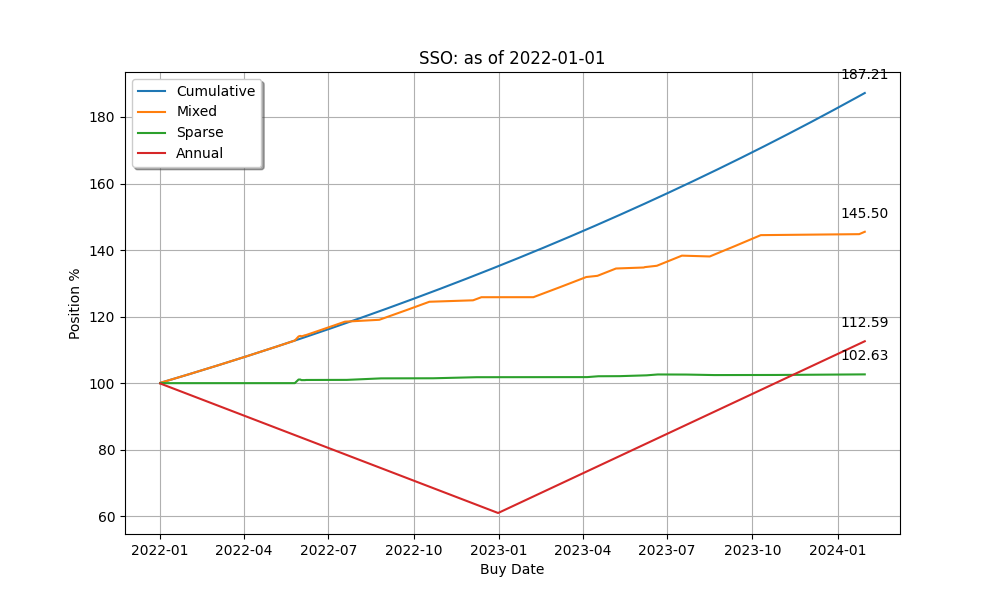 SSO: as of 2022-01-01
187.21
Cumulative
Mixed
Sparse
Annual
145.50
112.59
102.63
180
160
140
120
100
80
60
Position %
2022-01 2022-04 2022-07 2022-10 2023-01 2023-04 2023-07 2023-10 2024-01
Buy Date